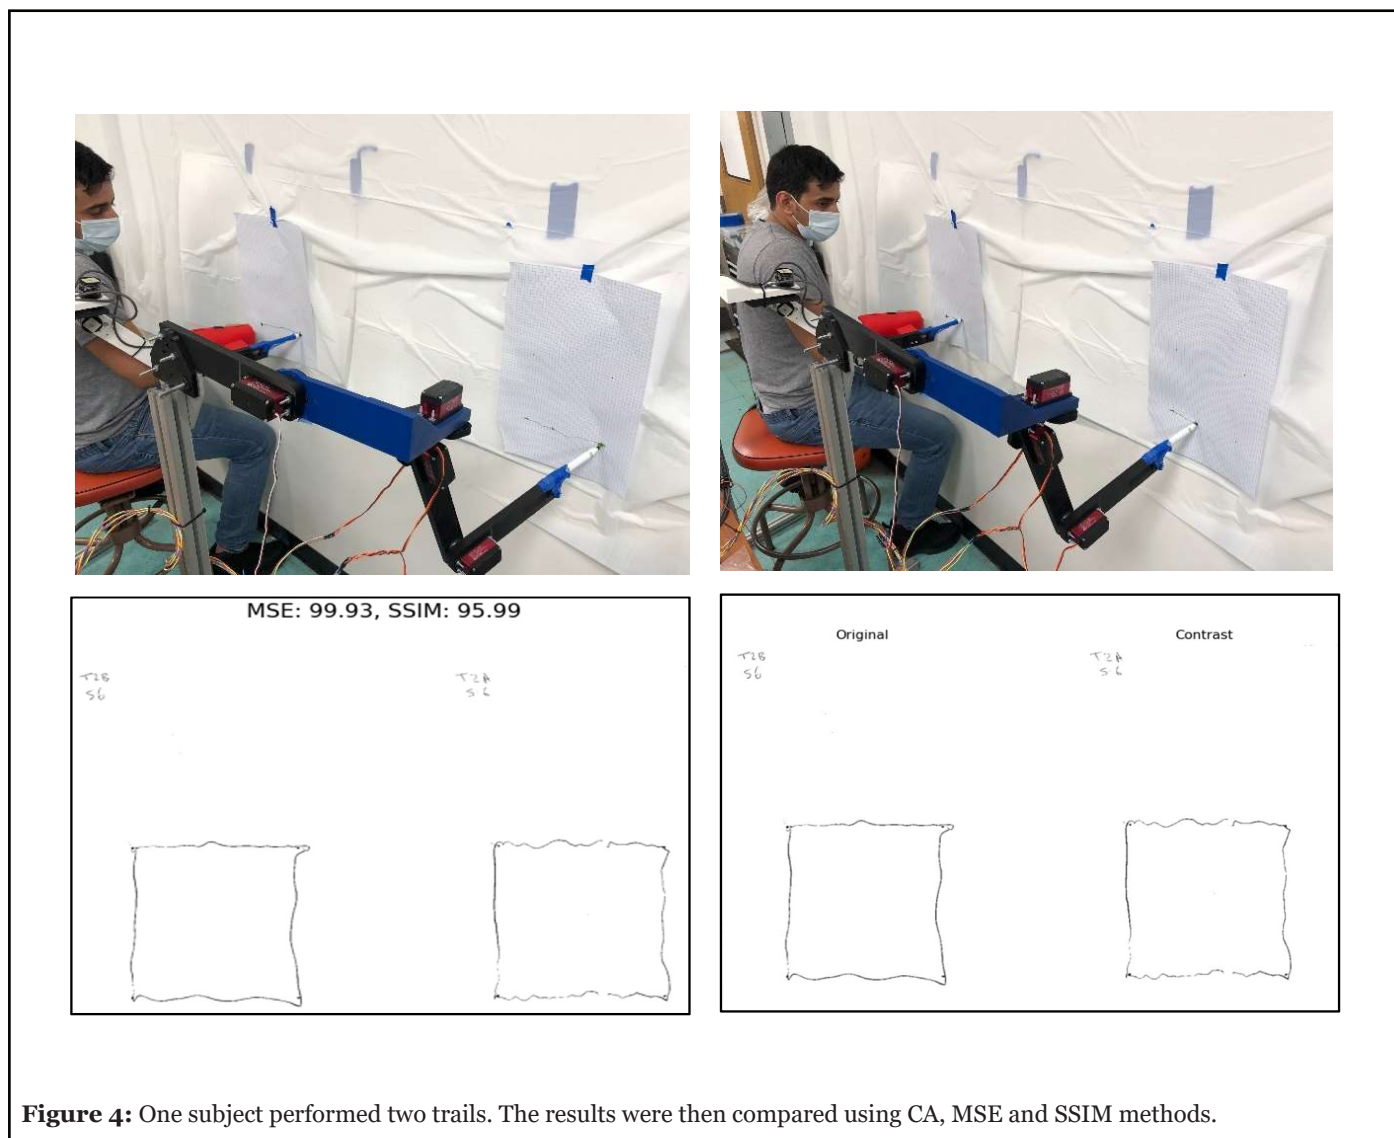 MSE: 99.93, SSIM: 95.99
T2B
S6
T2A
S6
Original
Contrast
T2B
S6
T2A
S6
Figure 4: One subject performed two trails. The results were then compared using CA, MSE and SSIM methods.